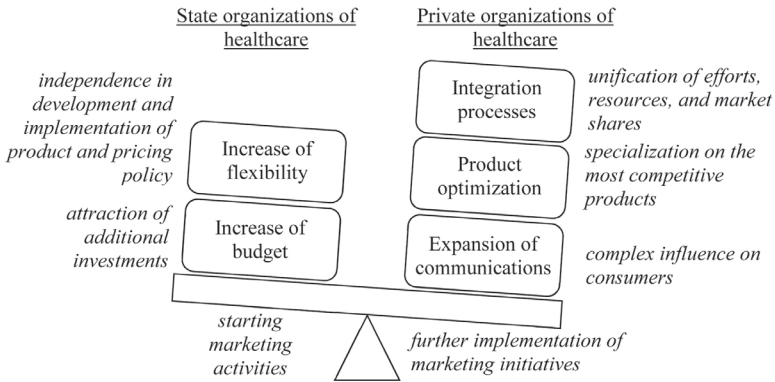 State organizations of
healthcare
Private organizations of
healthcare
independence in
development and
implementation of
product and pricing
policy
Increase of
flexibility
attraction of
additional
investments
Increase of
budget
Integration
processes
unification of efforts,
resources, and market
shares
Product
optimization
specialization on the
most competitive
products
Expansion of
communications
complex influence on
consumers
starting
marketing
activities
further implementation of
marketing initiatives